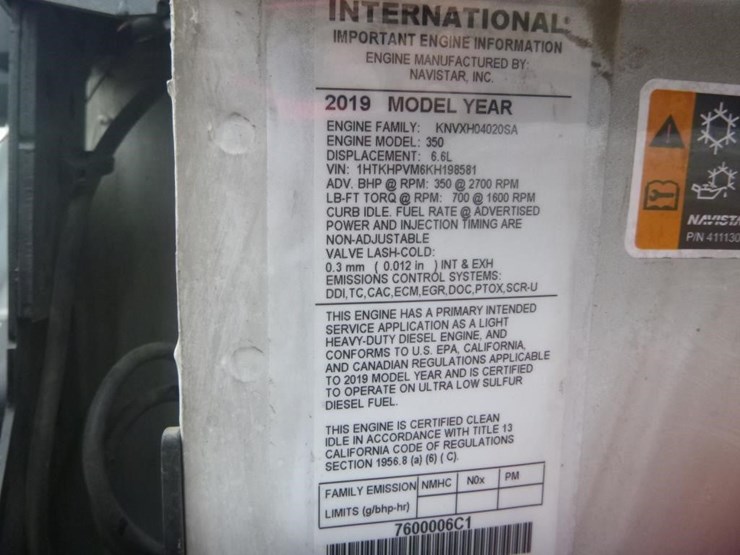 INTERNATIONAL
IMPORTANT ENGINE INFORMATION
ENGINE MANUFACTURED BY:
NAVISTAR, INC.
2019 MODEL YEAR
ENGINE FAMILY: KNVXH04020SA
ENGINE MODEL: 350
DISPLACEMENT: 6.6L
VIN: 1HTKHPVM6KH198581
ADV. BHP @ RPM: 350 @ 2700 RPM
LB-FT TORQ @ RPM: 700 @ 1600 RPM
CURB IDLE. FUEL RATE @ ADVERTISED
POWER AND INJECTION TIMING ARE
NON-ADJUSTABLE
VALVE LASH-COLD:
0.3 mm ( 0.012 in ) INT & EXH
EMISSIONS CONTROL SYSTEMS:
DDI,TC,CAC,ECM,EGR,DOC,PTOX,SCR-U
THIS ENGINE HAS A PRIMARY INTENDED
SERVICE APPLICATION AS A LIGHT
HEAVY-DUTY DIESEL ENGINE, AND
CONFORMS TO U.S. EPA, CALIFORNIA,
AND CANADIAN REGULATIONS APPLICABLE
TO 2019 MODEL YEAR AND IS CERTIFIED
TO OPERATE ON ULTRA LOW SULFUR
DIESEL FUEL.
THIS ENGINE IS CERTIFIED CLEAN
IDLE IN ACCORDANCE WITH TITLE 13
CALIFORNIA CODE OF REGULATIONS
SECTION 1956.8 (a) (6) ( C).
FAMILY EMISSION NMHC N0x PM
LIMITS (g/bhp-hr)
7600006C1
NAVISTA
P/N 411130